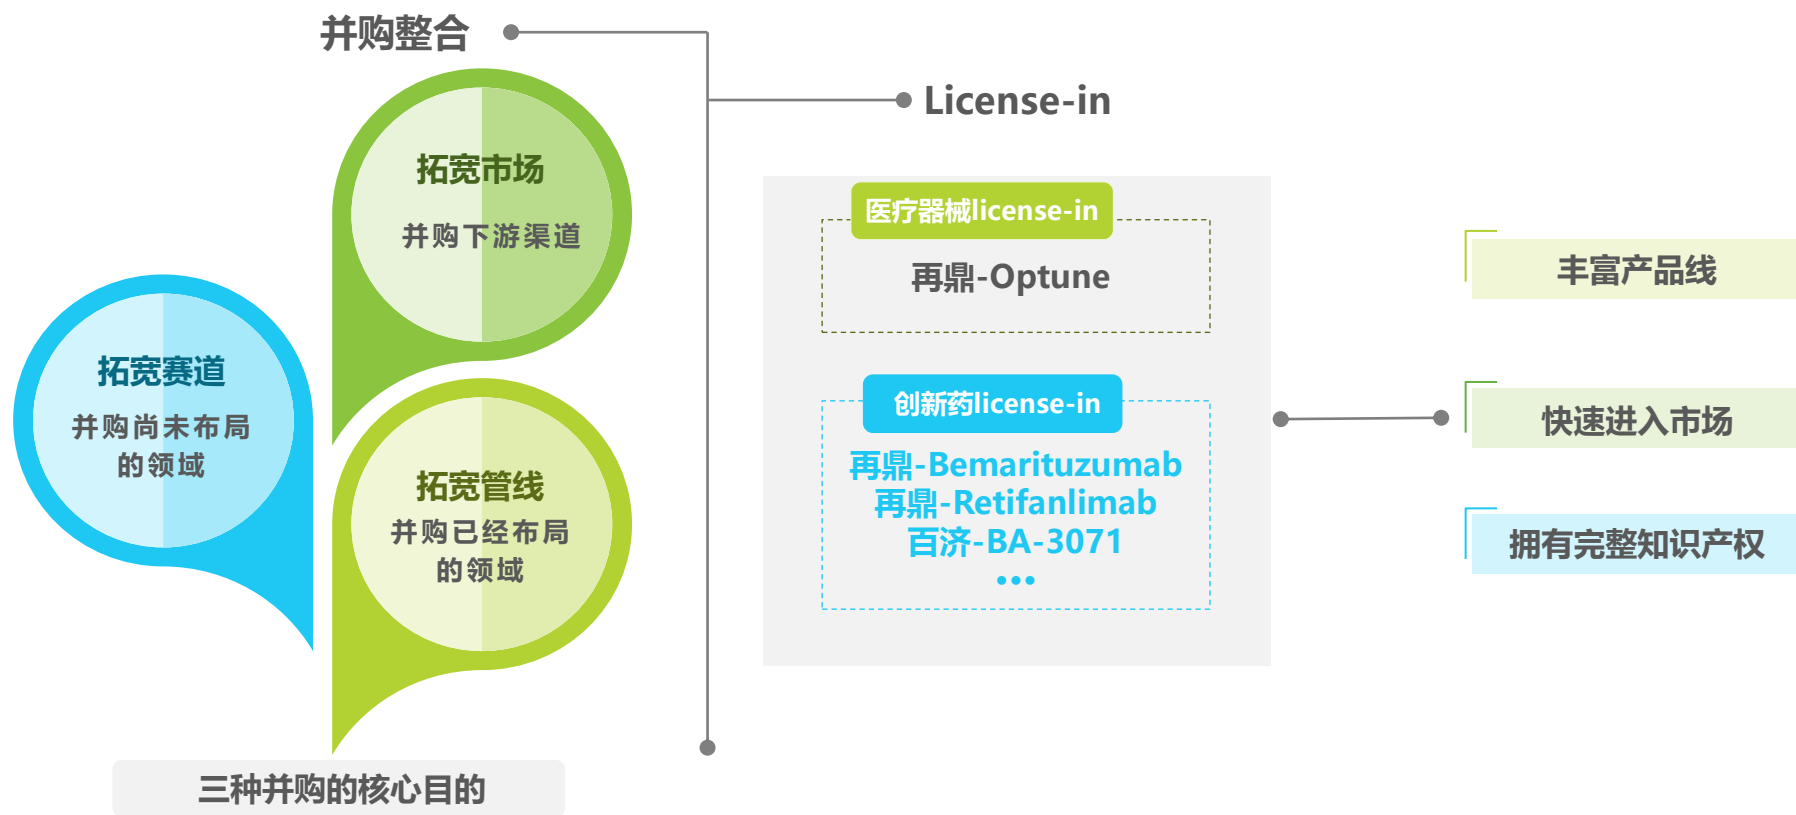 并购整合
License-in
拓宽市场
并购下游渠道
拓宽赛道
并购尚未布局
的领域
拓宽管线
并购已经布局
的领域
三种并购的核心目的
医疗器械license-in
再鼎-Optune
创新药license-in
再鼎-Bemarituzumab
再鼎-Retifanlimab
百济-BA-3071
•••
丰富产品线
快速进入市场
拥有完整知识产权